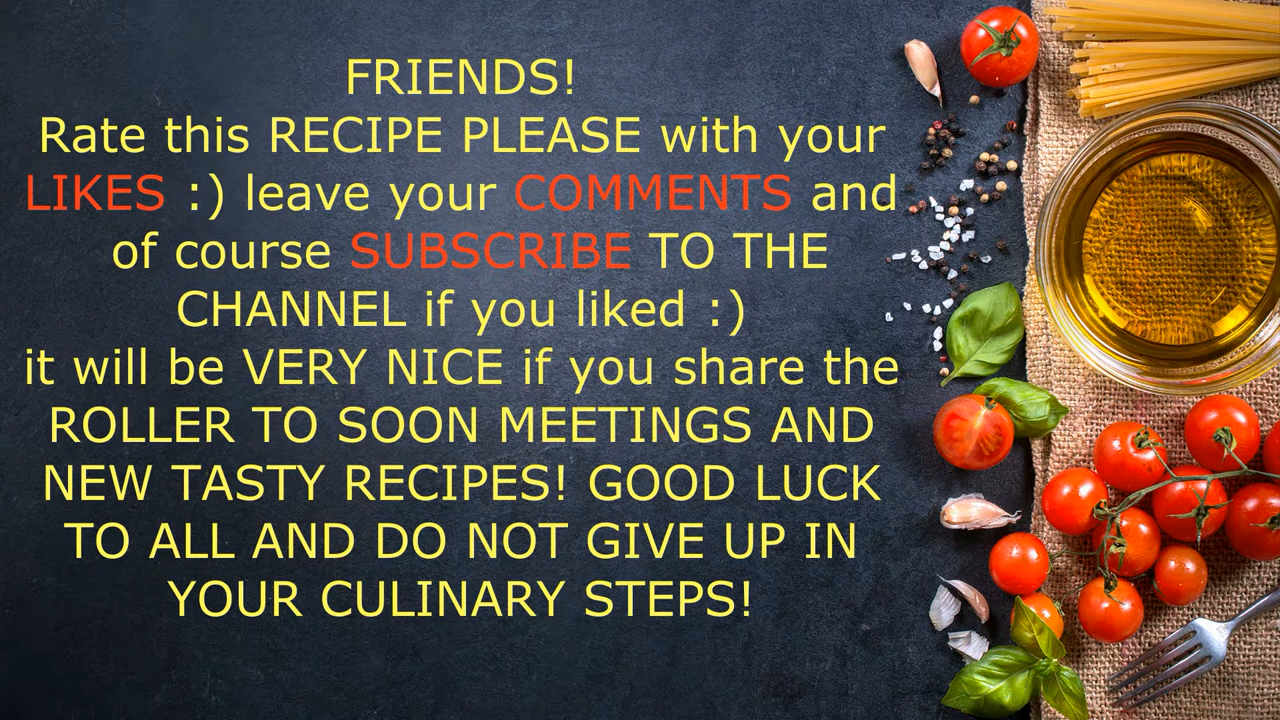 FRIENDS!
Rate this RECIPE PLEASE with your
LIKES :) leave your COMMENTS and
of course SUBSCRIBE TO THE
CHANNEL if you liked :)
it will be VERY NICE if you share the
ROLLER TO SOON MEETINGS AND
NEW TASTY RECIPES! GOOD LUCK
TO ALL AND DO NOT GIVE UP IN
YOUR CULINARY STEPS!